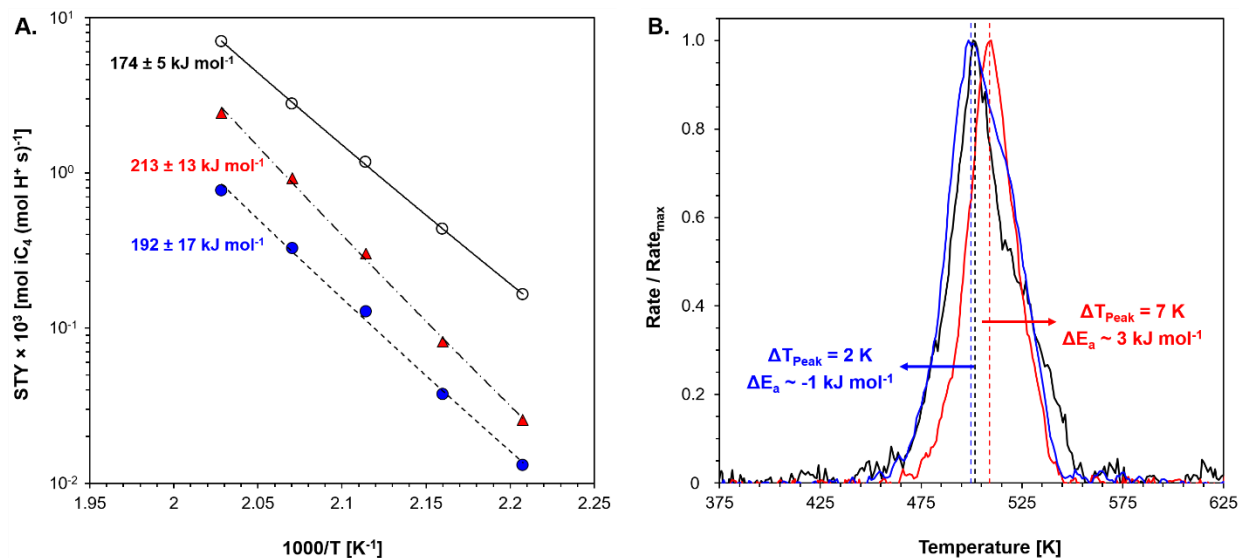 A.
STY × 10³ [mol iC₄ (mol H⁺ s)⁻¹]
10¹
10⁰
10⁻¹
10⁻²
174 ± 5 kJ mol⁻¹
213 ± 13 kJ mol⁻¹
192 ± 17 kJ mol⁻¹
1.95 2 2.05 2.1 2.15 2.2 2.25
1000/T [K⁻¹]
B.
Rate / Rateₘₐₓ
1.0
0.8
0.6
0.4
0.2
0
ΔT_Peak = 7 K
ΔEₐ ~ 3 kJ mol⁻¹
ΔT_Peak = 2 K
ΔEₐ ~ -1 kJ mol⁻¹
375 425 475 525 575 625
Temperature [K]